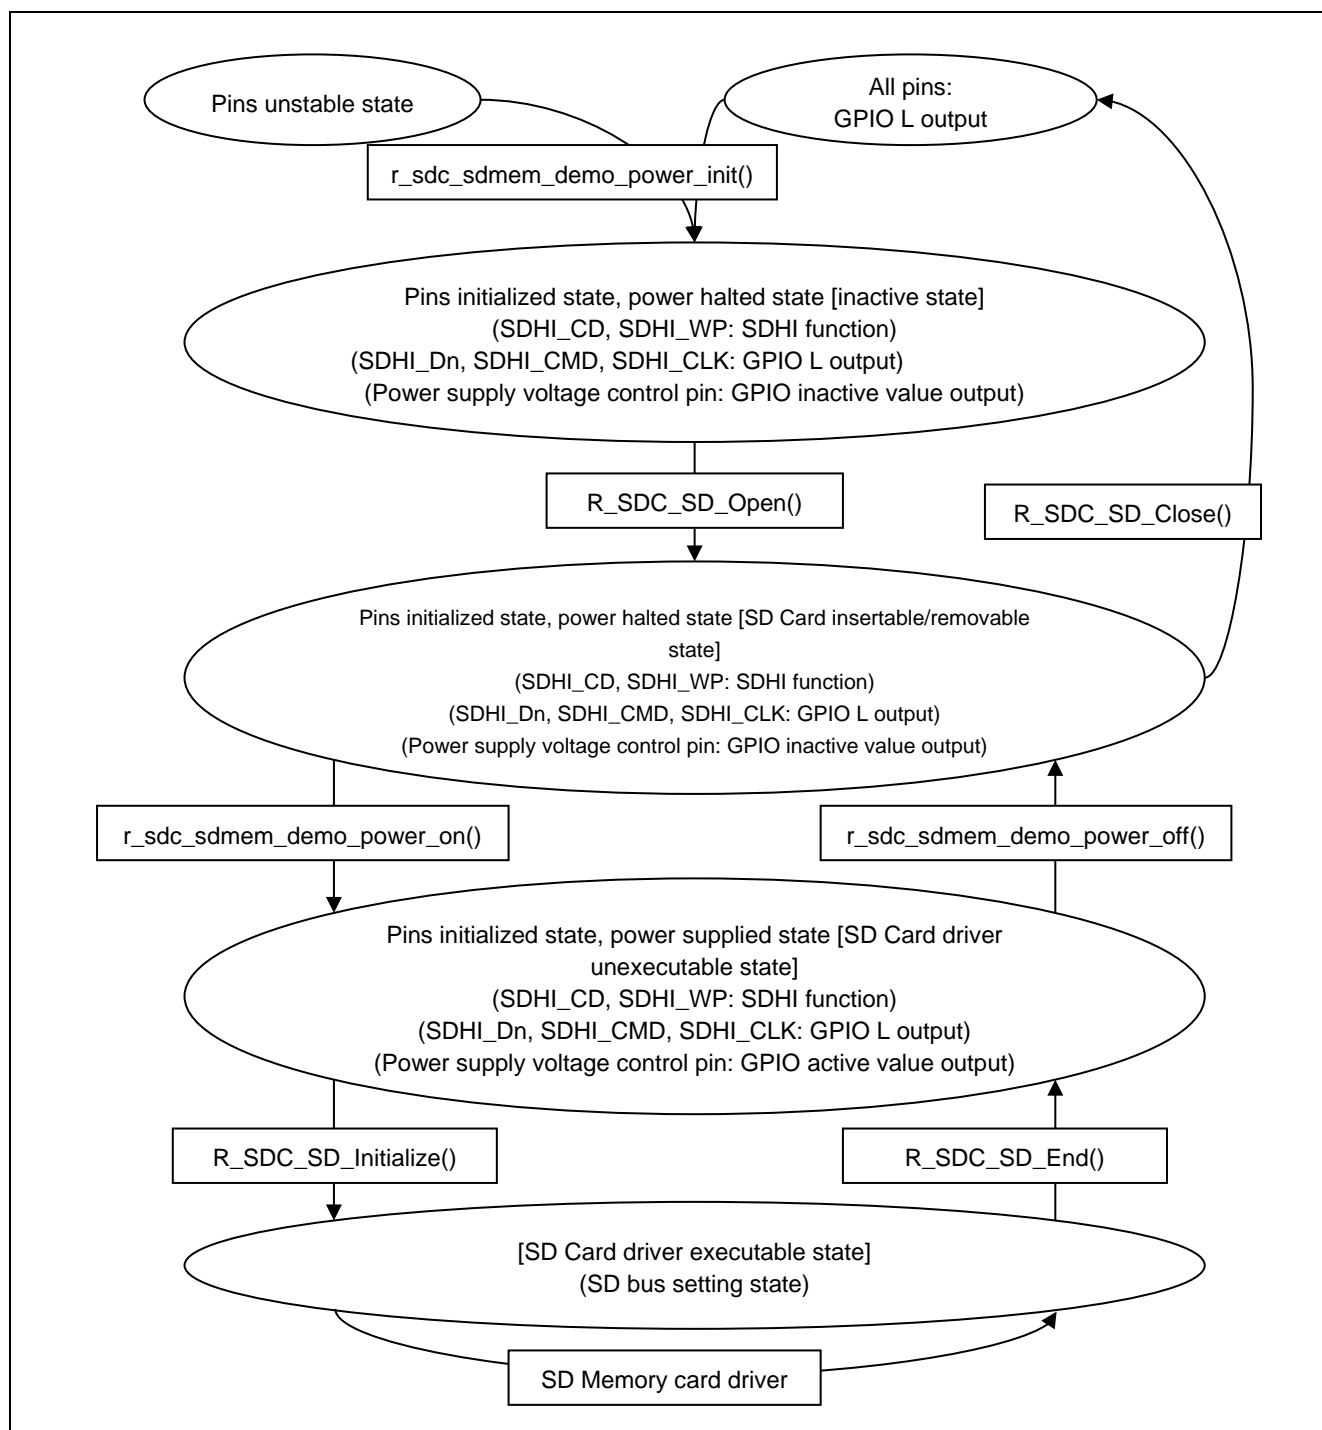 Pins unstable state
All pins:
GPIO L output
r_sdc_sdmem_demo_power_init()
Pins initialized state, power halted state [inactive state]
(SDHI_CD, SDHI_WP: SDHI function)
(SDHI_Dn, SDHI_CMD, SDHI_CLK: GPIO L output)
(Power supply voltage control pin: GPIO inactive value output)
R_SDC_SD_Open()
R_SDC_SD_Close()
Pins initialized state, power halted state [SD Card insertable/removable
state]
(SDHI_CD, SDHI_WP: SDHI function)
(SDHI_Dn, SDHI_CMD, SDHI_CLK: GPIO L output)
(Power supply voltage control pin: GPIO inactive value output)
r_sdc_sdmem_demo_power_on()
r_sdc_sdmem_demo_power_off()
Pins initialized state, power supplied state [SD Card driver
unexecutable state]
(SDHI_CD, SDHI_WP: SDHI function)
(SDHI_Dn, SDHI_CMD, SDHI_CLK: GPIO L output)
(Power supply voltage control pin: GPIO active value output)
R_SDC_SD_Initialize()
R_SDC_SD_End()
[SD Card driver executable state]
(SD bus setting state)
SD Memory card driver